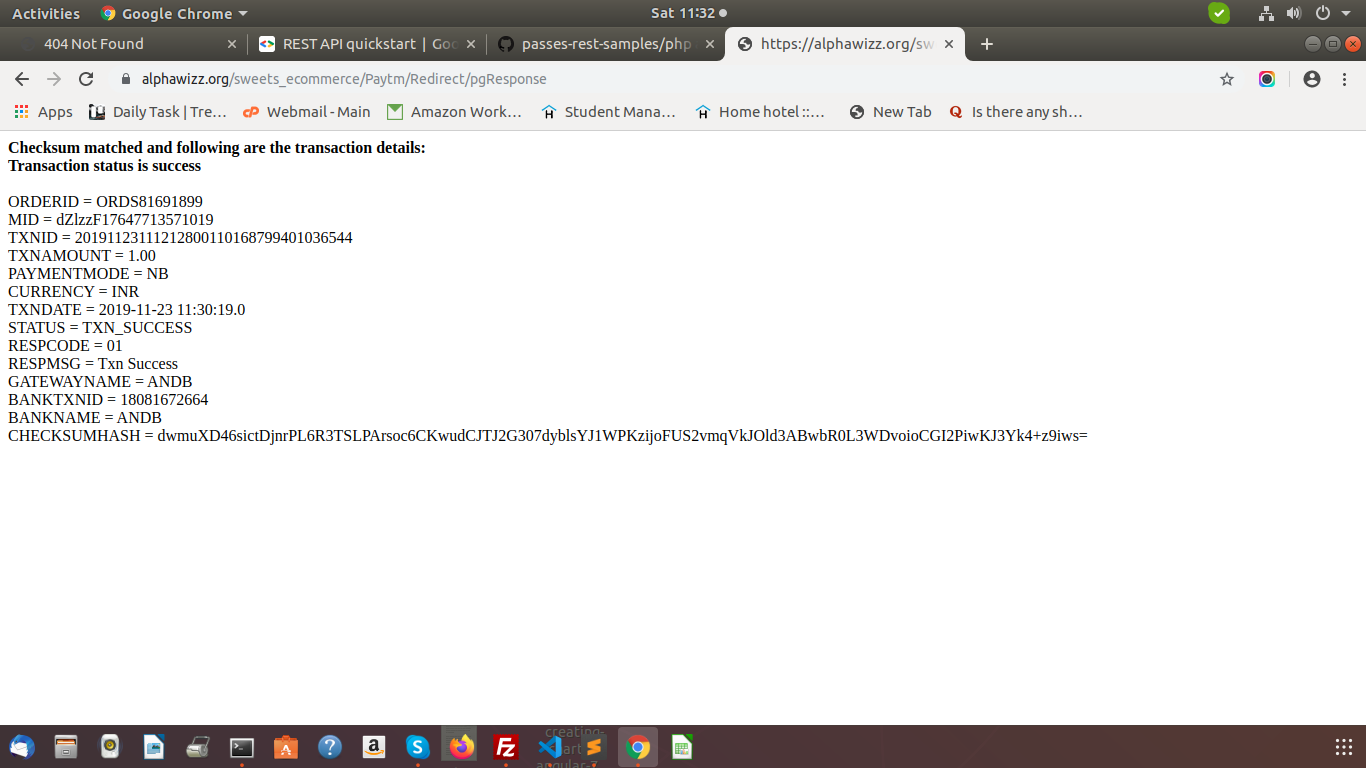 Activities Google Chrome Sat 11:32
404 Not Found REST API quickstart | Goo passes-rest-samples/php https://alphawizz.org/sw
alphawizz.org/sweets_ecommerce/Paytm/Redirect/pgResponse
Apps Daily Task | Tre… Webmail - Main Amazon Work… Student Mana… Home hotel ::… New Tab Is there any sh…
Checksum matched and following are the transaction details:
Transaction status is success
ORDERID = ORDS81691899
MID = dZlzzF17647713571019
TXNID = 20191123111212800110168799401036544
TXNAMOUNT = 1.00
PAYMENTMODE = NB
CURRENCY = INR
TXNDATE = 2019-11-23 11:30:19.0
STATUS = TXN_SUCCESS
RESPCODE = 01
RESPMSG = Txn Success
GATEWAYNAME = ANDB
BANKTXNID = 18081672664
BANKNAME = ANDB
CHECKSUMHASH = dwmuXD46sictDjnrPL6R3TSLPArsoc6CKwudCJTJ2G307dyblsYJ1WPKzijoFUS2vmqVkJOld3ABwbR0L3WDvoioCGI2PiwKJ3Yk4+z9iws=
creating-
art-
angular-7